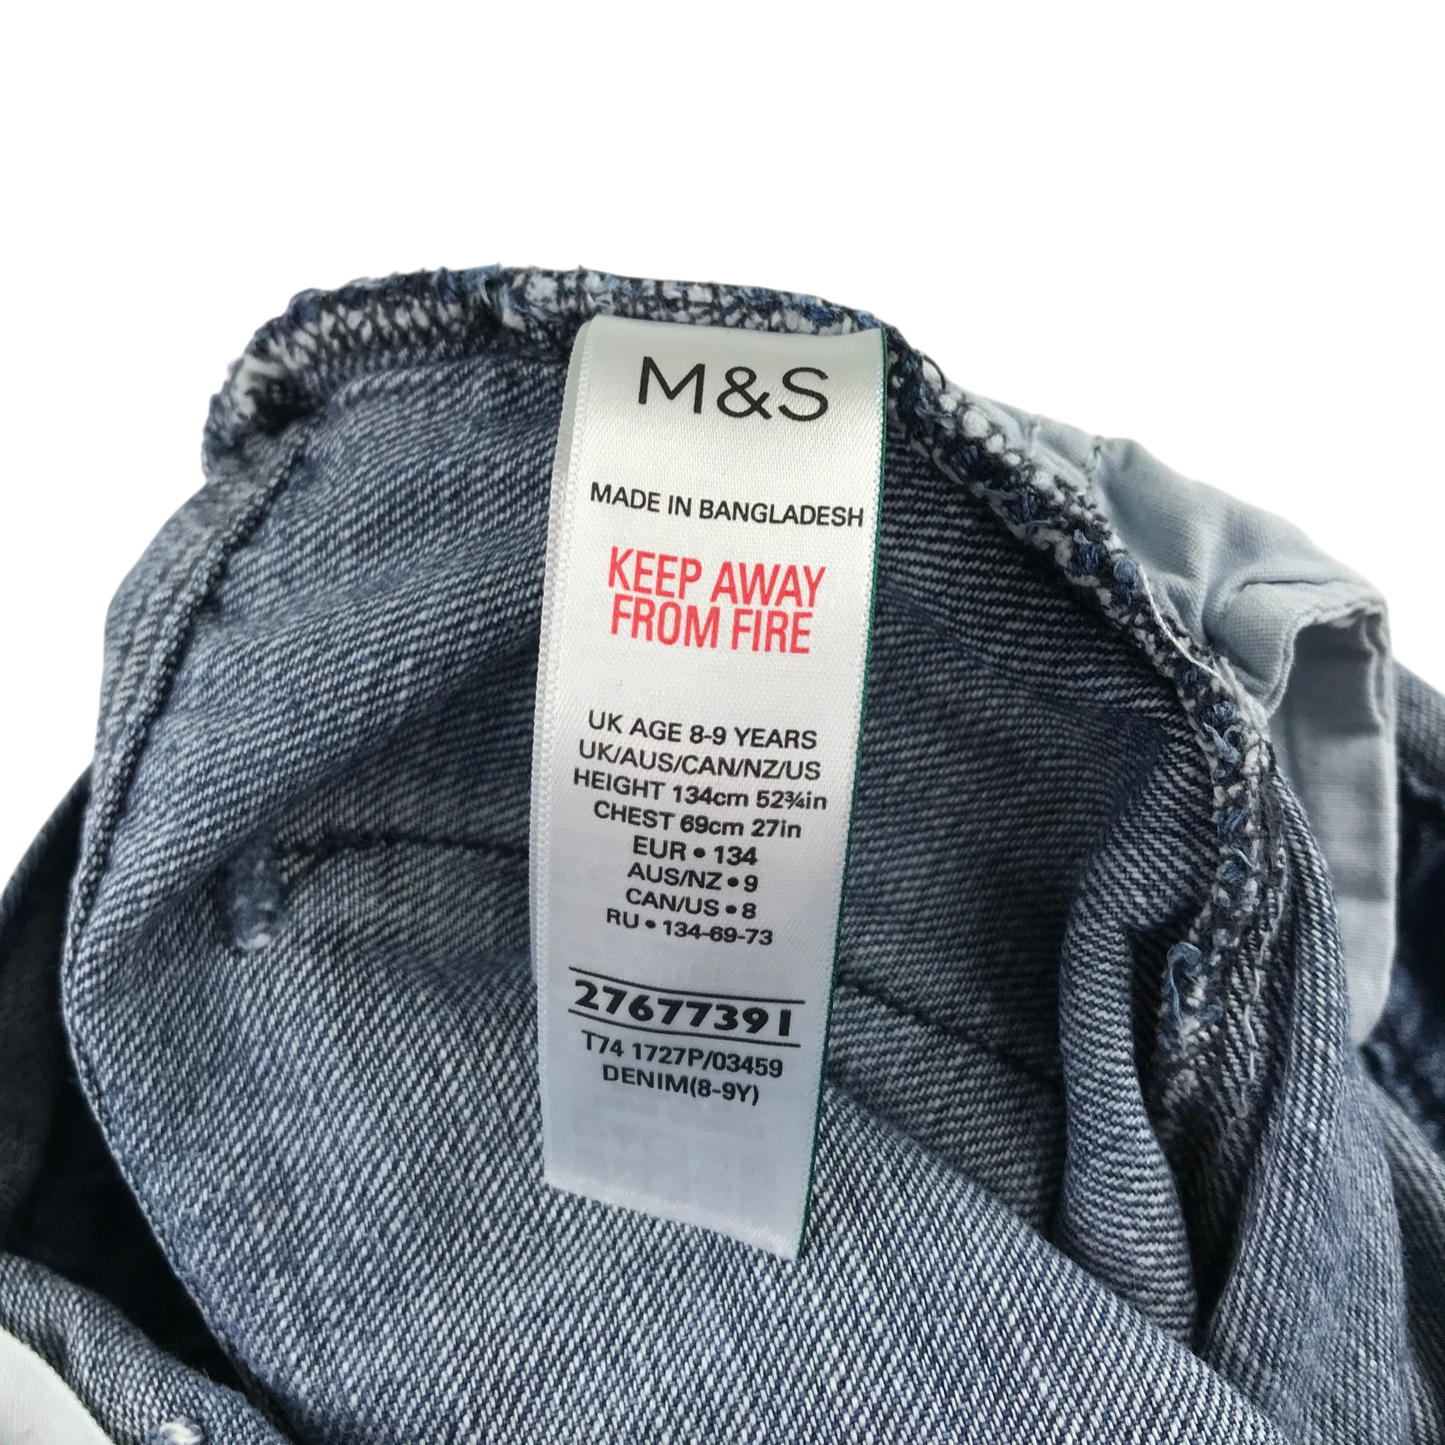 M&S
MADE IN BANGLADESH
KEEP AWAY
FROM FIRE
UK AGE 8-9 YEARS
UK/AUS/CAN/NZ/US
HEIGHT 134cm 52¾in
CHEST 69cm 27in
EUR • 134
AUS/NZ • 9
CAN/US • 8
RU • 134-69-73
27677391
T74 1727P/03459
DENIM(8-9Y)